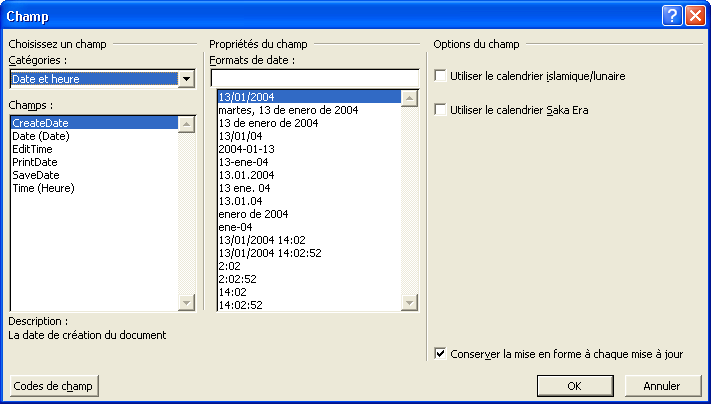 Champ
Choisissez un champ
Catégories :
Date et heure
Champs :
CreateDate
Date (Date)
EditTime
PrintDate
SaveDate
Time (Heure)
Description :
La date de création du document
Codes de champ
Propriétés du champ
Formats de date :
13/01/2004
martes, 13 de enero de 2004
13 de enero de 2004
13/01/04
2004-01-13
13-ene-04
13.01.2004
13 ene. 04
13.01.04
enero de 2004
ene-04
13/01/2004 14:02
13/01/2004 14:02:52
2:02
2:02:52
14:02
14:02:52
Options du champ
Utiliser le calendrier islamique/lunaire
Utiliser le calendrier Saka Era
Conserver la mise en forme à chaque mise à jour
OK
Annuler